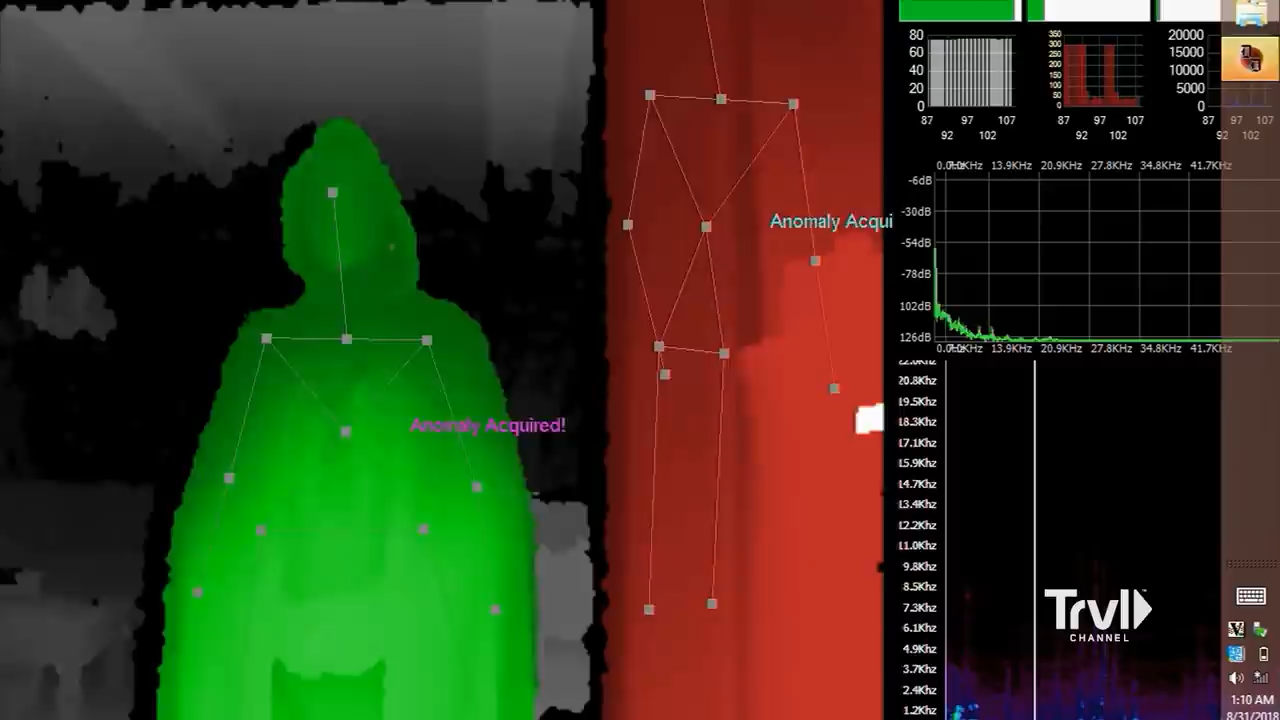 Anomaly Acquired!
Anomaly Acqui
80
60
40
20
0
87 97 107
92 102
350
300
250
200
150
100
50
0
87 97 107
92 102
20000
15000
10000
5000
0
87 97 107
92 102
13.9KHz 20.9KHz 27.8KHz 34.8KHz 41.7KHz
-6dB
-30dB
-54dB
-78dB
102dB
126dB
13.9KHz 20.9KHz 27.8KHz 34.8KHz 41.7KHz
20.8Khz
19.5Khz
18.3Khz
17.1Khz
15.9Khz
14.7Khz
13.4Khz
12.2Khz
11.0Khz
9.8Khz
8.5Khz
7.3Khz
6.1Khz
4.9Khz
3.7Khz
2.4Khz
1.2Khz
Trvl
CHANNEL
1:10 AM
8/31/2018